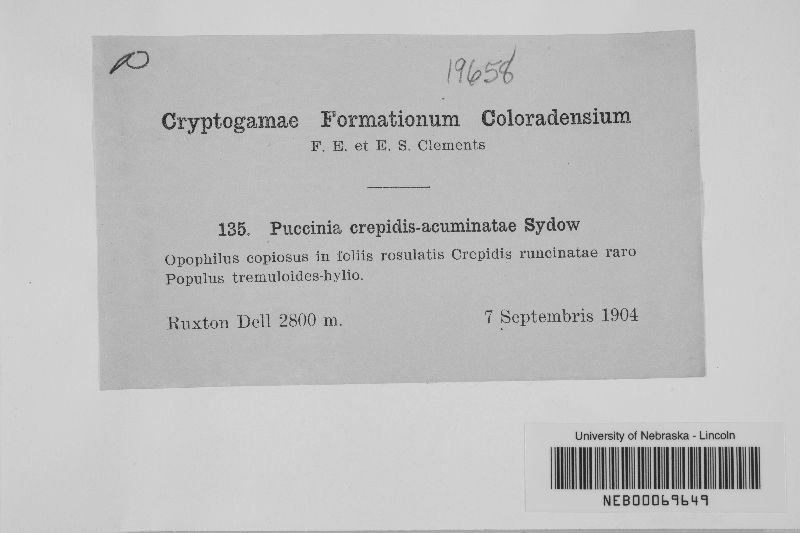 19658
Cryptogamae Formationum Coloradensium
F. E. et E. S. Clements
135. Puccinia crepidis-acuminatae Sydow
Opophilus copiosus in foliis rosulatis Crepidis runcinatae raro
Populus tremuloides-hylio.
Ruxton Dell 2800 m. 7 Septembris 1904
University of Nebraska - Lincoln
NEB00069649